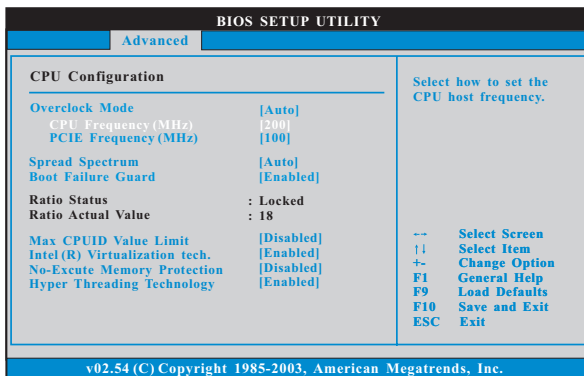 BIOS SETUP UTILITY
Advanced
CPU Configuration
Overclock Mode [Auto]
CPU Frequency (MHz) [200]
PCIE Frequency (MHz) [100]
Spread Spectrum [Auto]
Boot Failure Guard [Enabled]
Ratio Status : Locked
Ratio Actual Value : 18
Max CPUID Value Limit [Disabled]
Intel (R) Virtualization tech. [Enabled]
No-Excute Memory Protection [Disabled]
Hyper Threading Technology [Enabled]
Select how to set the
CPU host frequency.
←→ Select Screen
↑↓ Select Item
+- Change Option
F1 General Help
F9 Load Defaults
F10 Save and Exit
ESC Exit
v02.54 (C) Copyright 1985-2003, American Megatrends, Inc.